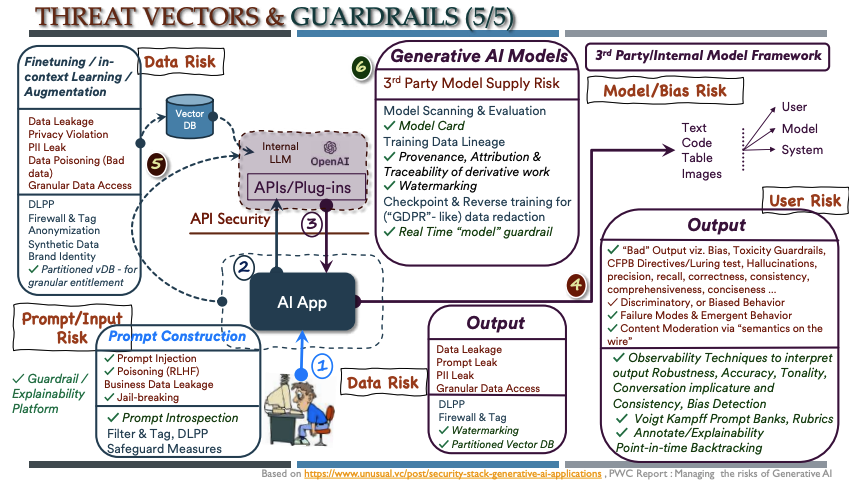 THREAT VECTORS & GUARDRAILS (5/5)
Finetuning / in-
context Learning /
Augmentation
Data Leakage
Privacy Violation
PII Leak
Data Poisoning (Bad
data)
Granular Data Access
DLPP
Firewall & Tag
Anonymization
Synthetic Data
Brand Identity
✓ Partitioned vDB - for
granular entitlement
Data Risk
Vector
DB
5
Internal
LLM
OpenAI
APIs/Plug-ins
API Security
3
2
AI App
1
4
6
Generative AI Models
3rd Party Model Supply Risk
Model Scanning & Evaluation
✓ Model Card
Training Data Lineage
✓ Provenance, Attribution &
Traceability of derivative work
✓ Watermarking
Checkpoint & Reverse training for
("GDPR"- like) data redaction
✓ Real Time "model" guardrail
3rd Party/Internal Model Framework
Model/Bias Risk
Text
Code
Table
Images
User
Model
System
User Risk
Output
✓ "Bad" Output viz. Bias, Toxicity Guardrails,
CFPB Directives/Luring test, Hallucinations,
precision, recall, correctness, consistency,
comprehensiveness, conciseness ...
✓ Discriminatory, or Biased Behavior
✓ Failure Modes & Emergent Behavior
✓ Content Moderation via "semantics on the
wire"
✓ Observability Techniques to interpret
output Robustness, Accuracy, Tonality,
Conversation implicature and
Consistency, Bias Detection
✓ Voigt Kampff Prompt Banks, Rubrics
✓ Annotate/Explainability
Point-in-time Backtracking
Prompt/Input
Risk
✓ Guardrail /
Explainability
Platform
Prompt Construction
✓ Prompt Injection
✓ Poisoning (RLHF)
Business Data Leakage
✓ Jail-breaking
✓ Prompt Introspection
Filter & Tag, DLPP
Safeguard Measures
Data Risk
Output
Data Leakage
Prompt Leak
PII Leak
Granular Data Access
DLPP
Firewall & Tag
✓ Watermarking
✓ Partitioned Vector DB
Based on https://www.unusual.vc/post/security-stack-generative-ai-applications , PWC Report : Managing the risks of Generative AI